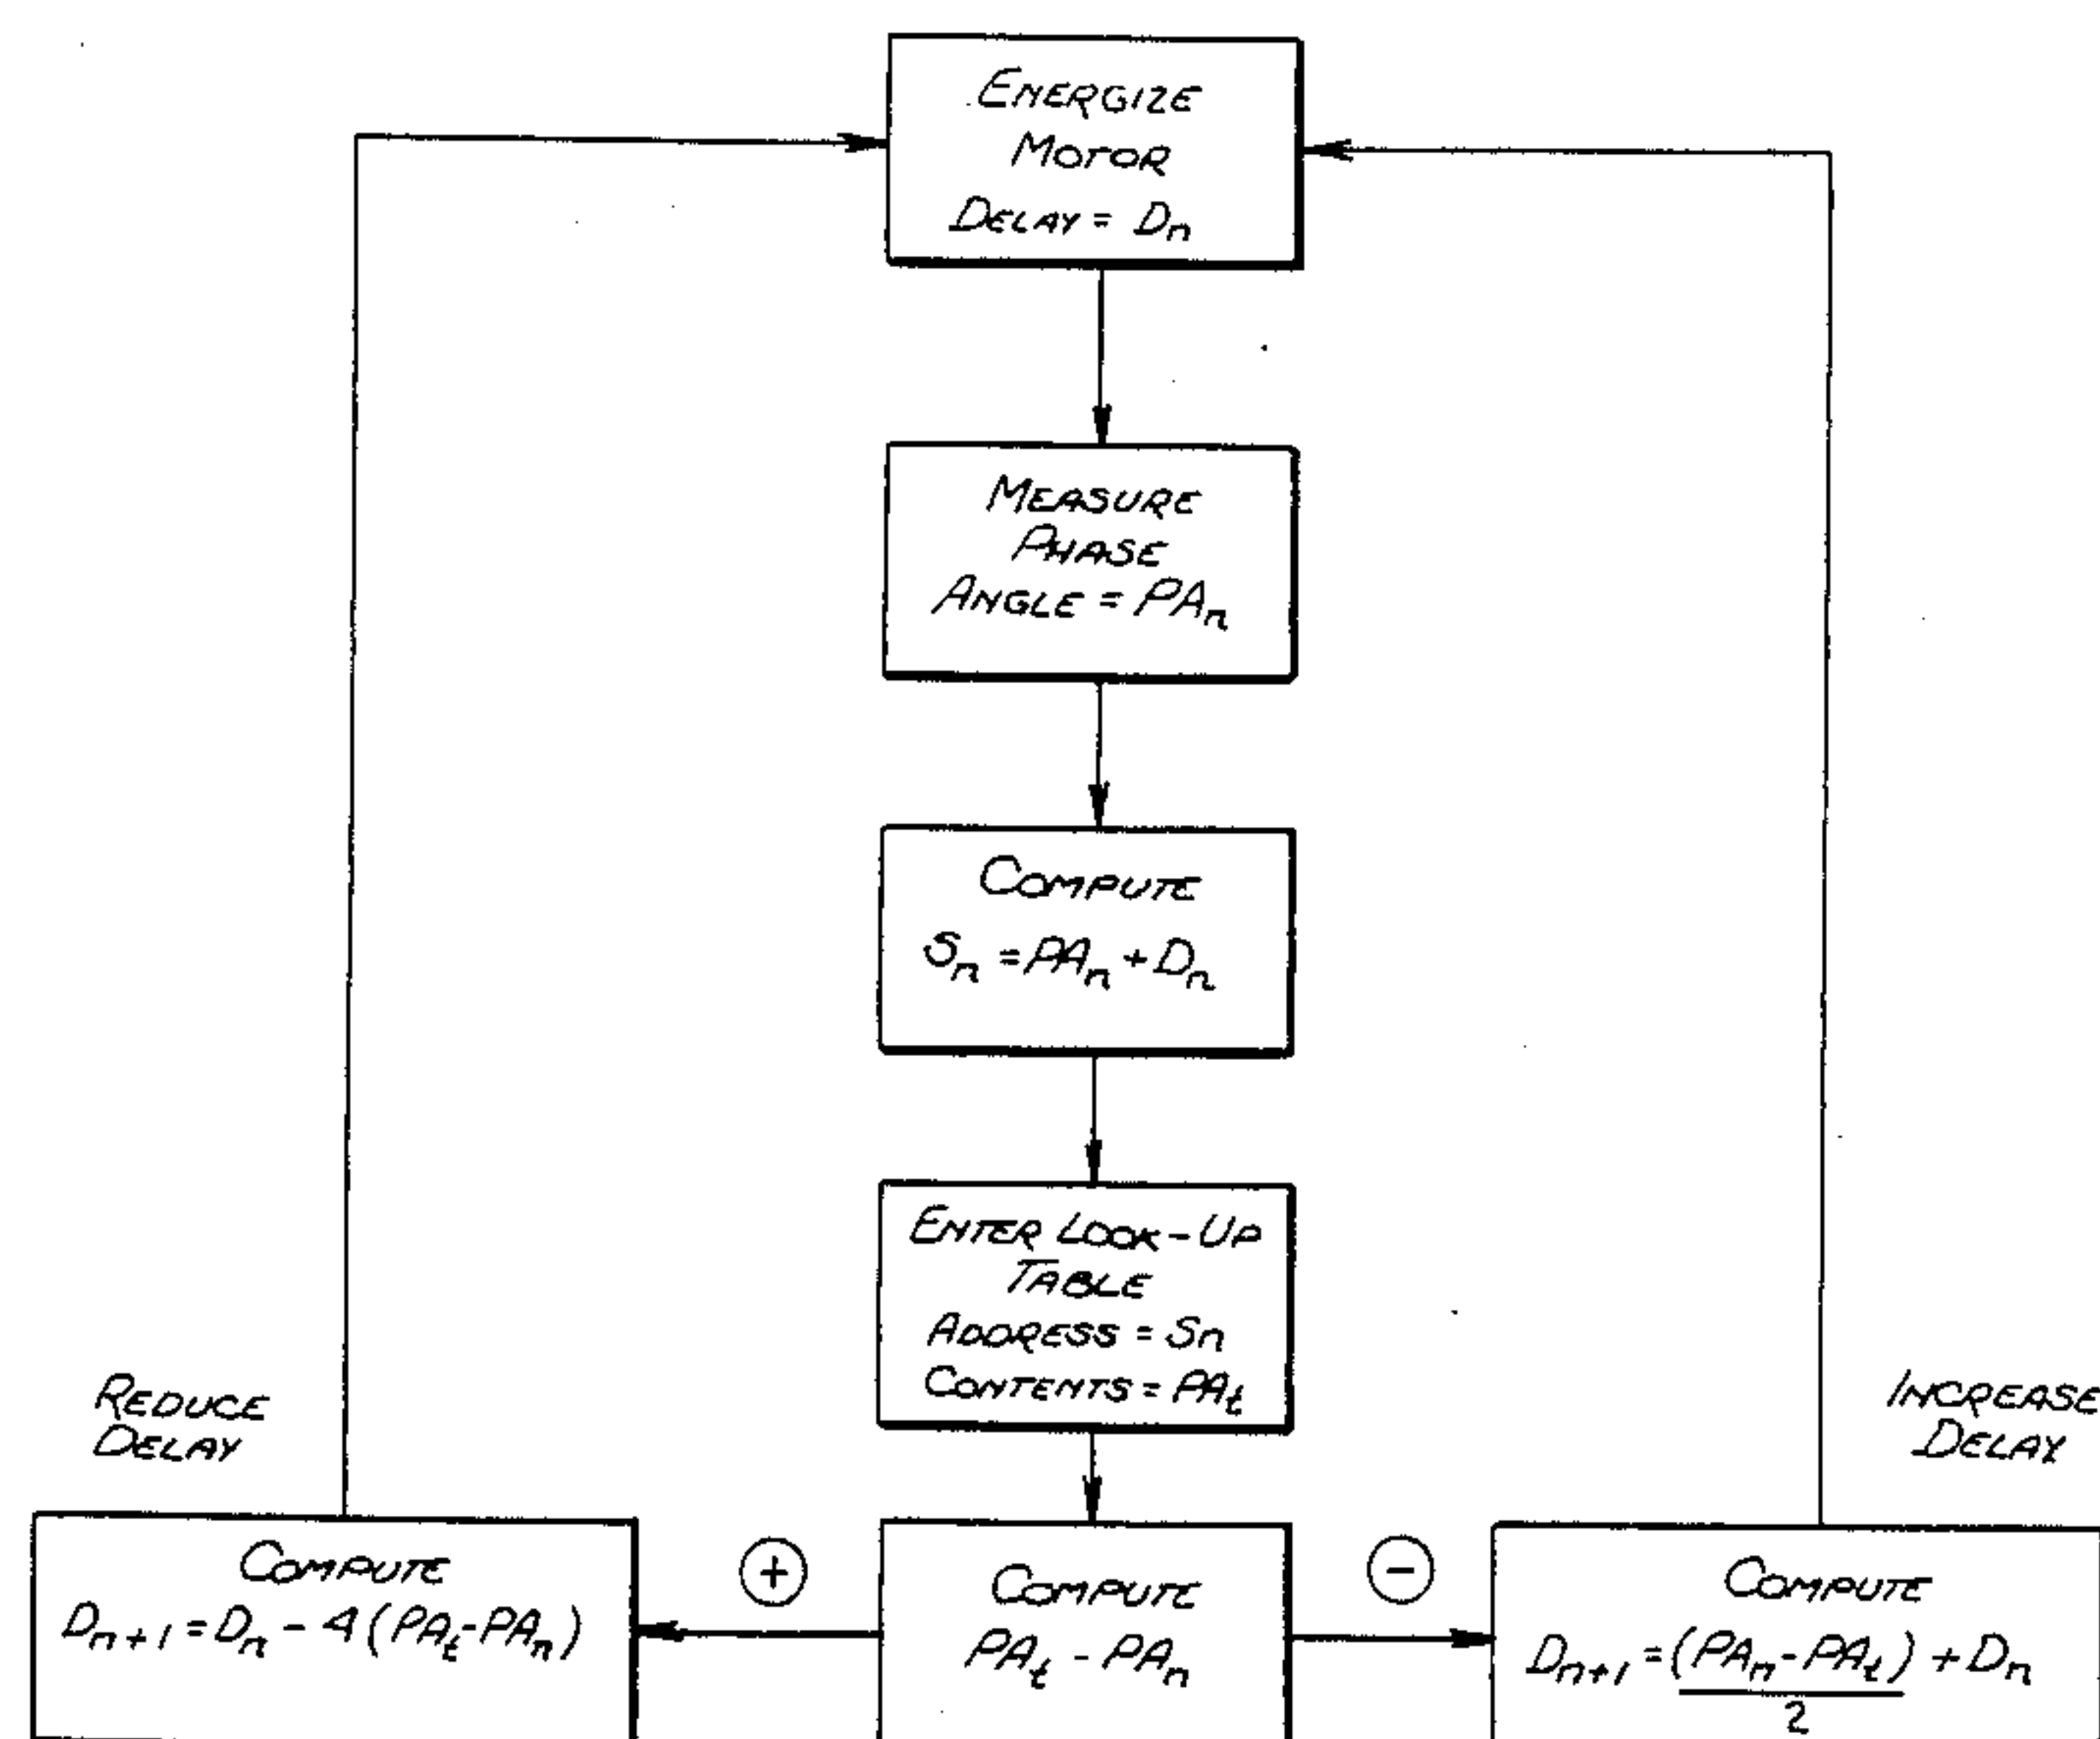 ENERGIZE
MOTOR
DELAY = Dₙ
MEASURE
PHASE
ANGLE = PAₙ
COMPUTE
Sₙ = PAₙ + Dₙ
ENTER LOOK-UP
TABLE
ADDRESS = Sₙ
CONTENTS = PAₜ
REDUCE
DELAY
INCREASE
DELAY
COMPUTE
Dₙ₊₁ = Dₙ - 4(PAₜ-PAₙ)
+
COMPUTE
PAₜ - PAₙ
-
COMPUTE
Dₙ₊₁ = (PAₙ-PAₜ) + Dₙ
2